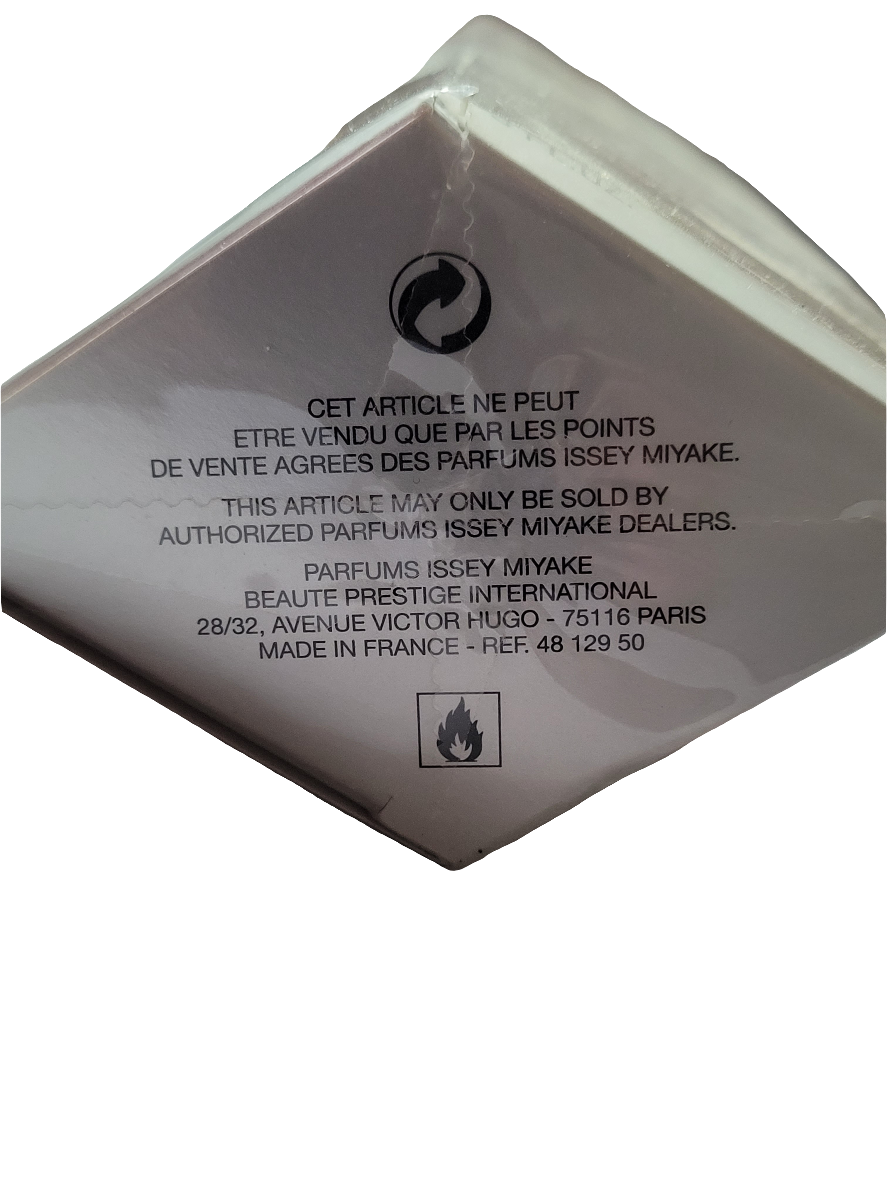 CET ARTICLE NE PEUT
ETRE VENDU QUE PAR LES POINTS
DE VENTE AGREES DES PARFUMS ISSEY MIYAKE.
THIS ARTICLE MAY ONLY BE SOLD BY
AUTHORIZED PARFUMS ISSEY MIYAKE DEALERS.
PARFUMS ISSEY MIYAKE
BEAUTE PRESTIGE INTERNATIONAL
28/32, AVENUE VICTOR HUGO - 75116 PARIS
MADE IN FRANCE - REF. 48 129 50